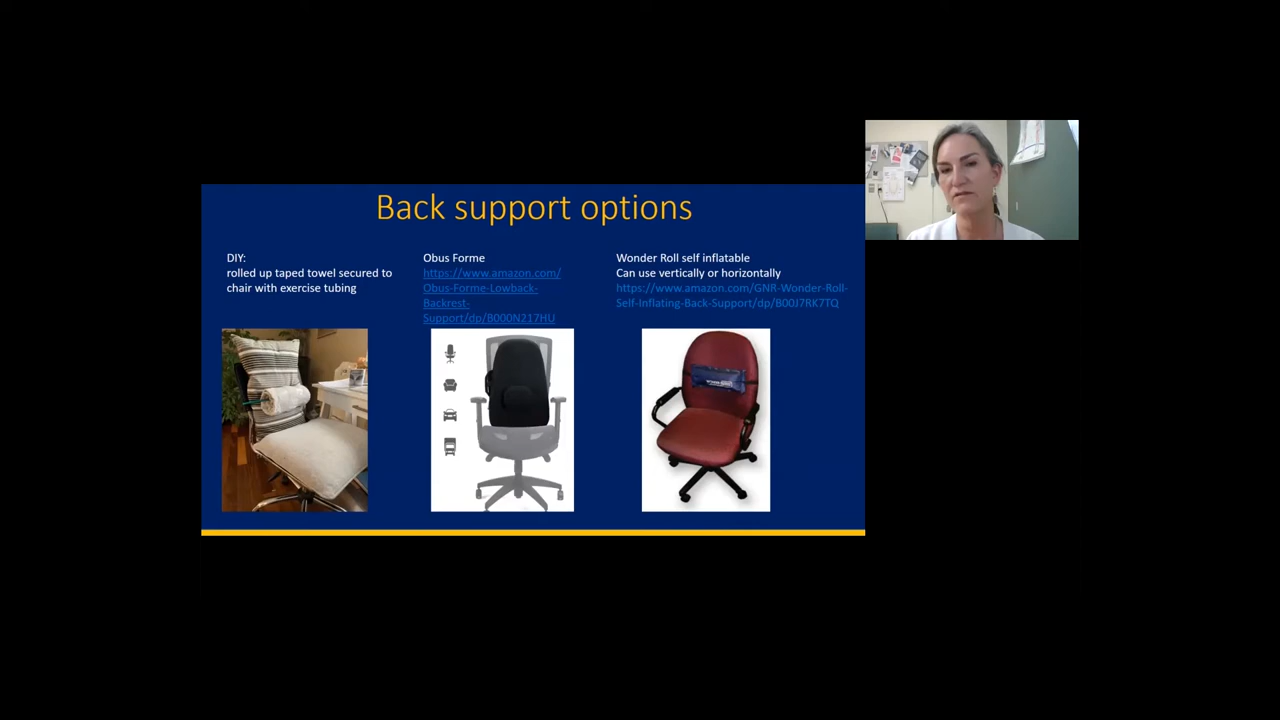 Back support options
DIY:
rolled up taped towel secured to
chair with exercise tubing
Obus Forme
https://www.amazon.com/
Obus-Forme-Lowback-
Backrest-
Support/dp/B000N217HU
Wonder Roll self inflatable
Can use vertically or horizontally
https://www.amazon.com/GNR-Wonder-Roll-
Self-Inflating-Back-Support/dp/B00J7RK7TQ